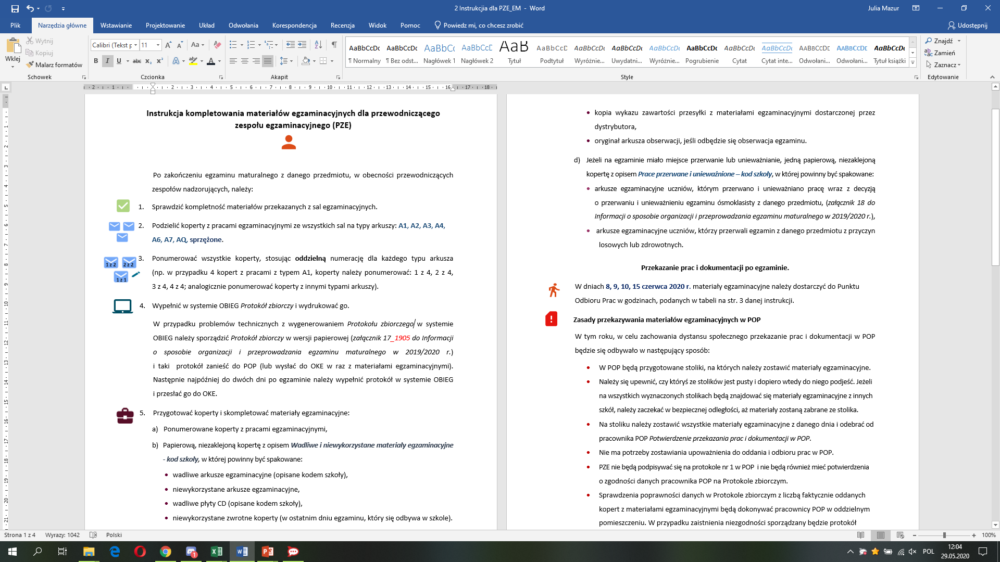 2 Instrukcjia dla PZE_EM - Word
Julia Mazur
Plik
Narzędzia główne
Wstawianie
Projektowanie
Układ
Odwołania
Korespondencja
Recenzja
Widok
Pomoc
Powiedz mi, co chcesz zrobić
Udostępnij
Wklej
Wytnij
Kopiuj
Malarz formatów
Schowek
Calibri (Tekst p
11
Czcionka
Akapit
AaBbCcDc AaBbCcDc AaBbC( AaBbCcE AaB AaBbCcD AaBbCcDc AaBbCcDc AaBbCcDc AaBbCcDc AaBbCcDc AaBbCcDc AABBCCDE AABBCCDE AaBbCcDc
¶ Normalny
¶ Bez odst...
Nagłówek 1
Nagłówek 2
Tytuł
Podtytuł
Wyróżnie...
Uwydatni...
Wyróżnie...
Pogrubienie
Cytat
Cytat inte...
Odwołani...
Odwołani...
Tytuł książki
Style
Znajdź
Zamień
Zaznacz
Edytowanie
Instrukcja kompletowania materiałów egzaminacyjnych dla przewodniczącego
zespołu egzaminacyjnego (PZE)
Po zakończeniu egzaminu maturalnego z danego przedmiotu, w obecności przewodniczących
zespołów nadzorujących, należy:
1. Sprawdzić kompletność materiałów przekazanych z sal egzaminacyjnych.
2. Podzielić koperty z pracami egzaminacyjnymi ze wszystkich sal na typy arkuszy: A1, A2, A3, A4,
A6, A7, AQ, sprzężone.
1 z 2
2 z 2
1 z 1
3. Ponumerować wszystkie koperty, stosując oddzielną numerację dla każdego typu arkusza
(np. w przypadku 4 kopert z pracami z typem A1, koperty należy ponumerować: 1 z 4, 2 z 4,
3 z 4, 4 z 4; analogicznie ponumerować koperty z innymi typami arkuszy).
4. Wypełnić w systemie OBIEG Protokół zbiorczy i wydrukować go.
W przypadku problemów technicznych z wygenerowaniem Protokołu zbiorczego w systemie
OBIEG należy sporządzić Protokół zbiorczy w wersji papierowej (załącznik 17_1905 do Informacji
o sposobie organizacji i przeprowadzania egzaminu maturalnego w 2019/2020 r.)
i taki protokół zanieść do POP (lub wysłać do OKE w raz z materiałami egzaminacyjnymi).
Następnie najpóźniej do dwóch dni po egzaminie należy wypełnić protokół w systemie OBIEG
i przesłać go do OKE.
5. Przygotować koperty i skompletować materiały egzaminacyjne:
a) Ponumerowane koperty z pracami egzaminacyjnymi,
b) Papierową, niezaklejoną kopertę z opisem Wadliwe i niewykorzystane materiały egzaminacyjne
- kod szkoły, w której powinny być spakowane:
• wadliwe arkusze egzaminacyjne (opisane kodem szkoły),
• niewykorzystane arkusze egzaminacyjne,
• wadliwe płyty CD (opisane kodem szkoły),
• niewykorzystane zwrotne koperty (w ostatnim dniu egzaminu, który się odbywa w szkole).
• kopia wykazu zawartości przesyłki z materiałami egzaminacyjnymi dostarczonej przez
dystrybutora,
• oryginał arkusza obserwacji, jeśli odbędzie się obserwacja egzaminu.
d) Jeżeli na egzaminie miało miejsce przerwanie lub unieważnianie, jedną papierową, niezaklejoną
kopertę z opisem Prace przerwane i unieważnione – kod szkoły, w której powinny być spakowane:
• arkusze egzaminacyjne uczniów, którym przerwano i unieważniano pracę wraz z decyzją
o przerwaniu i unieważnieniu egzaminu ósmoklasisty z danego przedmiotu, (załącznik 18 do
Informacji o sposobie organizacji i przeprowadzania egzaminu maturalnego w 2019/2020 r.),
• arkusze egzaminacyjne uczniów, którzy przerwali egzamin z danego przedmiotu z przyczyn
losowych lub zdrowotnych.
Przekazanie prac i dokumentacji po egzaminie.
W dniach 8, 9, 10, 15 czerwca 2020 r. materiały egzaminacyjne należy dostarczyć do Punktu
Odbioru Prac w godzinach, podanych w tabeli na str. 3 danej instrukcji.
Zasady przekazywania materiałów egzaminacyjnych w POP
W tym roku, w celu zachowania dystansu społecznego przekazanie prac i dokumentacji w POP
będzie się odbywało w następujący sposób:
• W POP będą przygotowane stoliki, na których należy zostawić materiały egzaminacyjne.
• Należy się upewnić, czy któryś ze stolików jest pusty i dopiero wtedy do niego podjeść. Jeżeli
na wszystkich wyznaczonych stolikach będą znajdować się materiały egzaminacyjne z innych
szkół, należy zaczekać w bezpiecznej odległości, aż materiały zostaną zabrane ze stolika.
• Na stoliku należy zostawić wszystkie materiały egzaminacyjne z danego dnia i odebrać od
pracownika POP Potwierdzenie przekazania prac i dokumentacji w POP.
• Nie ma potrzeby zostawiania upoważnienia do oddania i odbioru prac w POP.
• PZE nie będą podpisywać się na protokole nr 1 w POP i nie będą również mieć potwierdzenia
o zgodności danych pracownika POP na Protokole zbiorczym.
• Sprawdzenia poprawności danych w Protokole zbiorczym z liczbą faktycznie oddanych
kopert z materiałami egzaminacyjnymi będą dokonywać pracownicy POP w oddzielnym
pomieszczeniu. W przypadku zaistnienia niezgodności sporządzany będzie protokół
Strona 1 z 4
Wyrazy: 1042
Polski
100%
POL
12:04
29.05.2020